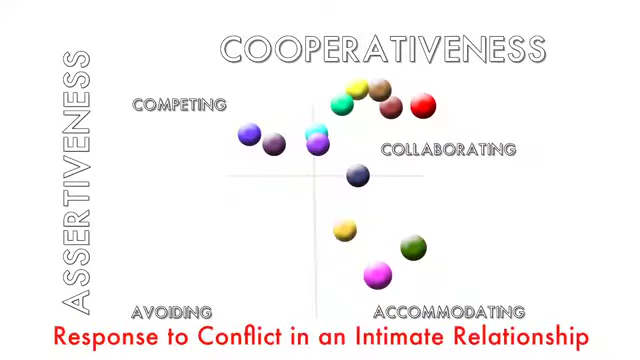 COOPERATIVENESS
ASSERTIVENESS
COMPETING
COLLABORATING
AVOIDING
ACCOMMODATING
Response to Conflict in an Intimate Relationship